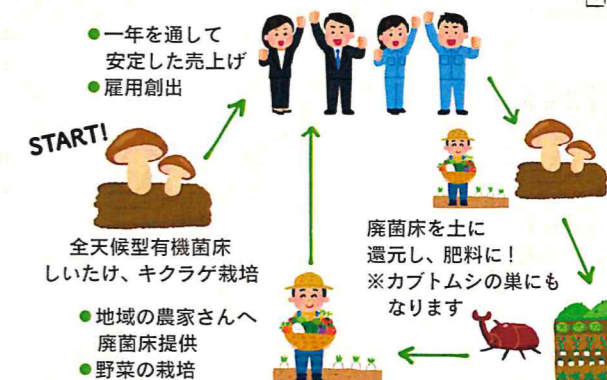 ●一年を通して
安定した売上げ
●雇用創出
START!
全天候型有機菌床
しいたけ、キクラゲ栽培
廃菌床を土に
還元し、肥料に！
※カブトムシの巣にも
なります
●地域の農家さんへ
廃菌床提供
●野菜の栽培